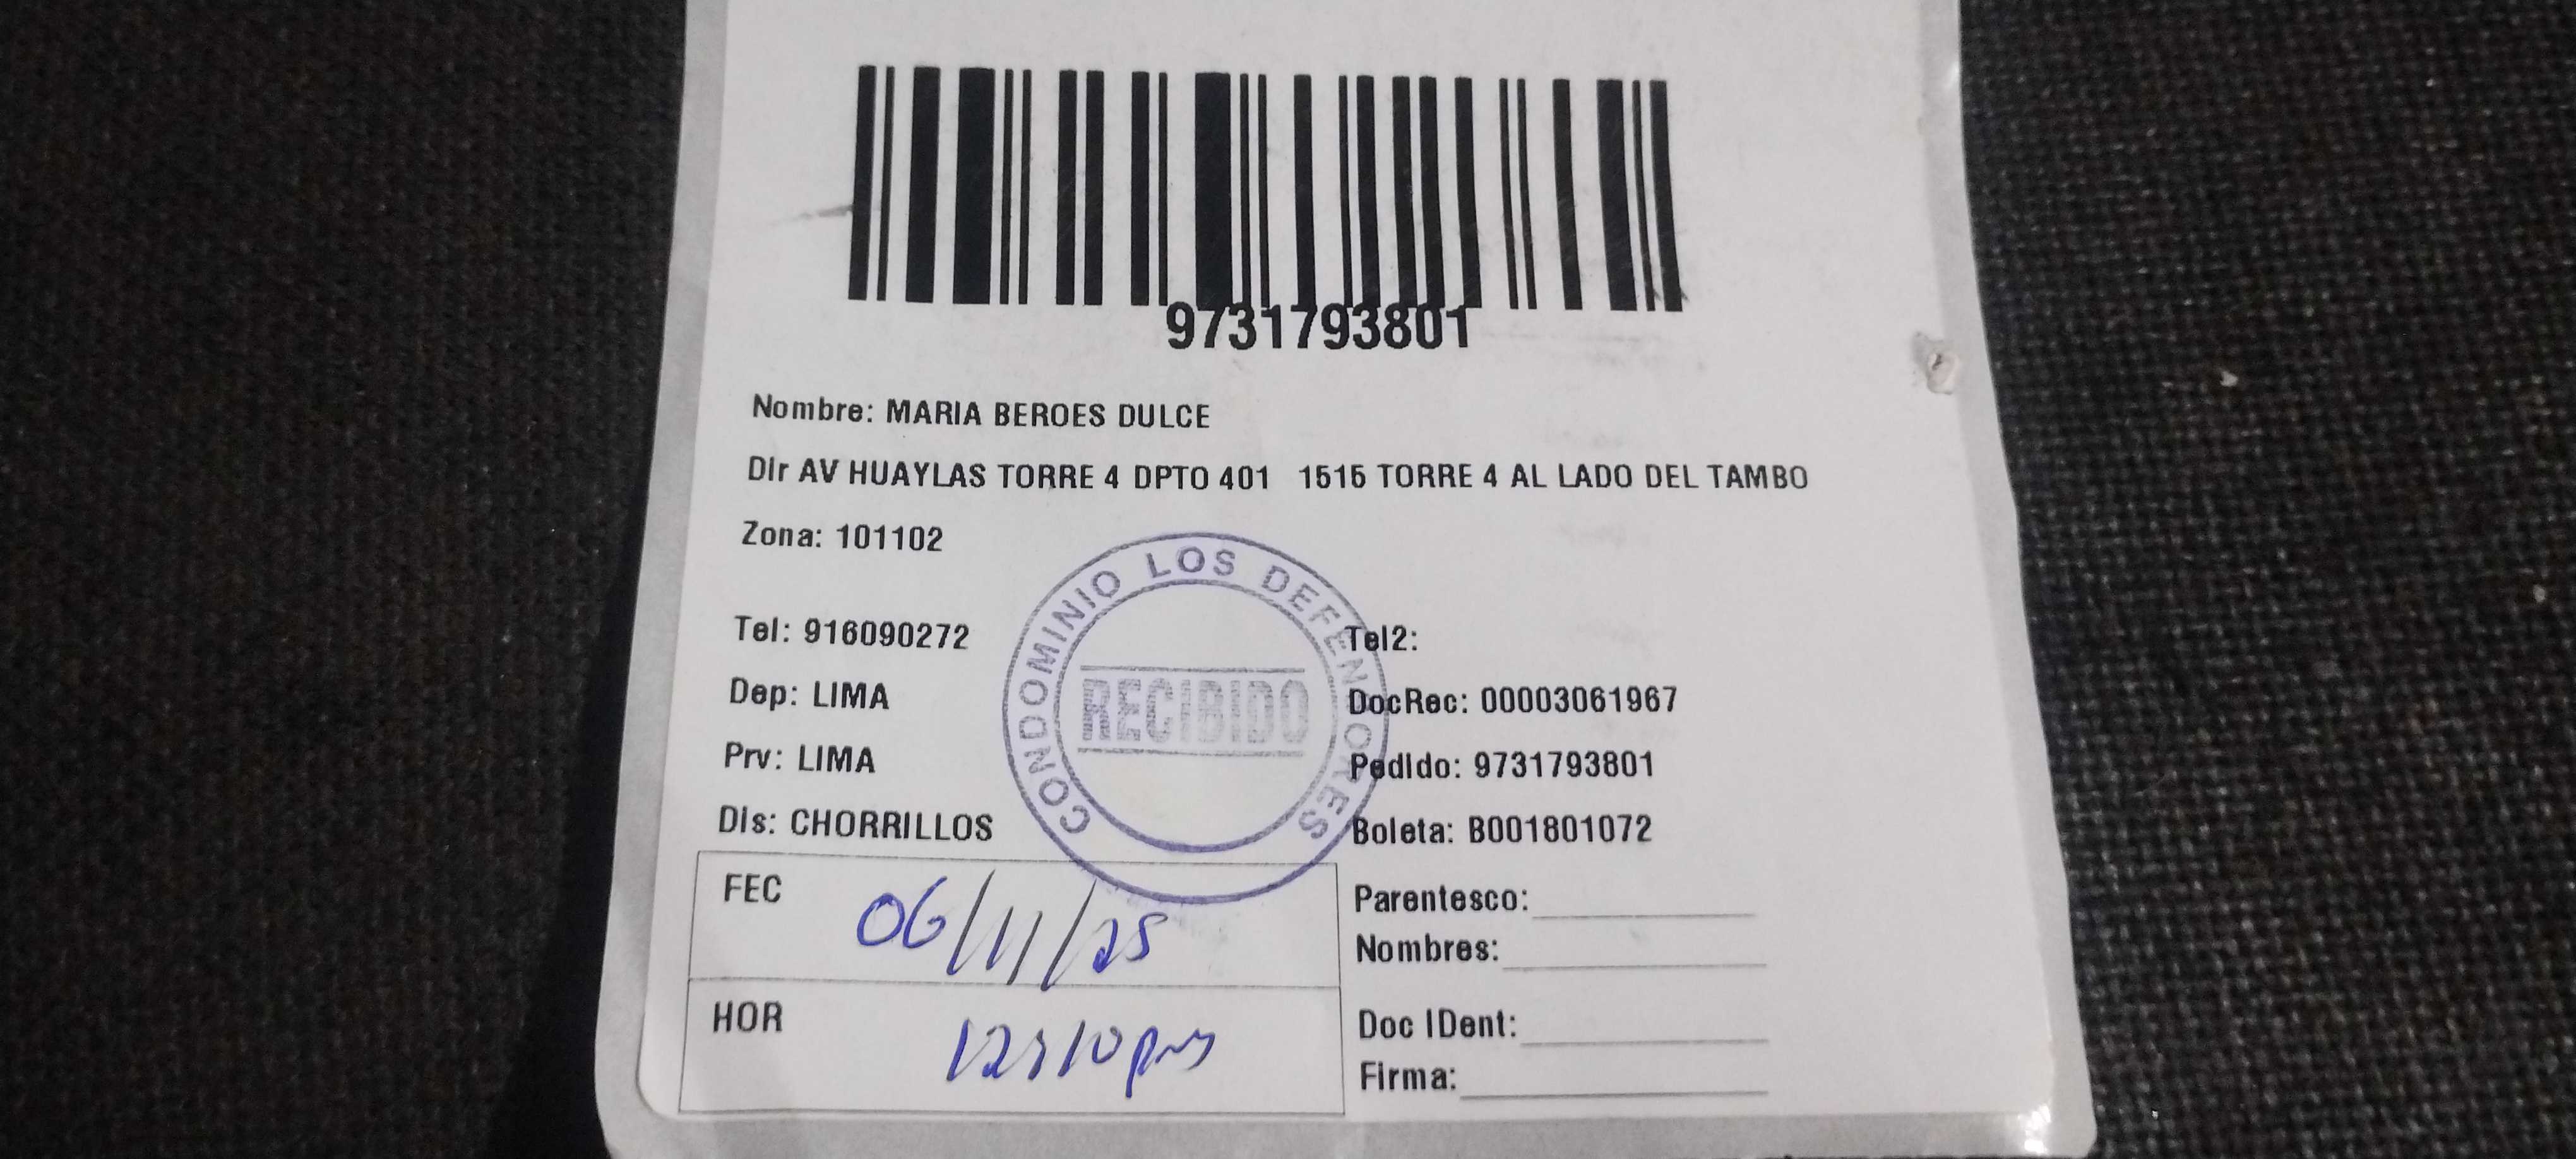 9731793801
Nombre: MARIA BEROES DULCE
Dir AV HUAYLAS TORRE 4 DPTO 401 1515 TORRE 4 AL LADO DEL TAMBO
Zona: 101102
CONDOMINIO LOS DEFENSORES
RECIBIDO
Tel: 916090272 Tel2:
Dep: LIMA DocRec: 00003061967
Prv: LIMA Pedido: 9731793801
Dis: CHORRILLOS Boleta: B001801072
FEC 06/11/25 Parentesco:
Nombres:
HOR 12:10 pm Doc IDent:
Firma: